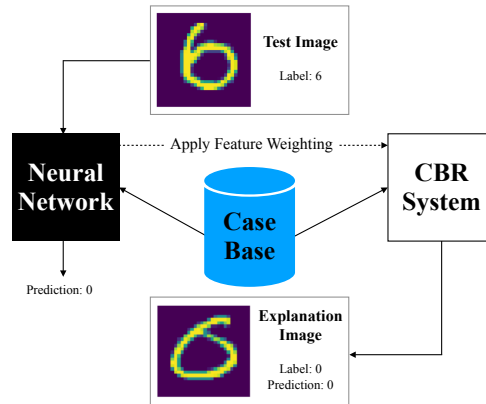 Test Image
Label: 6
Apply Feature Weighting
Neural
Network
CBR
System
Case
Base
Prediction: 0
Explanation
Image
Label: 0
Prediction: 0